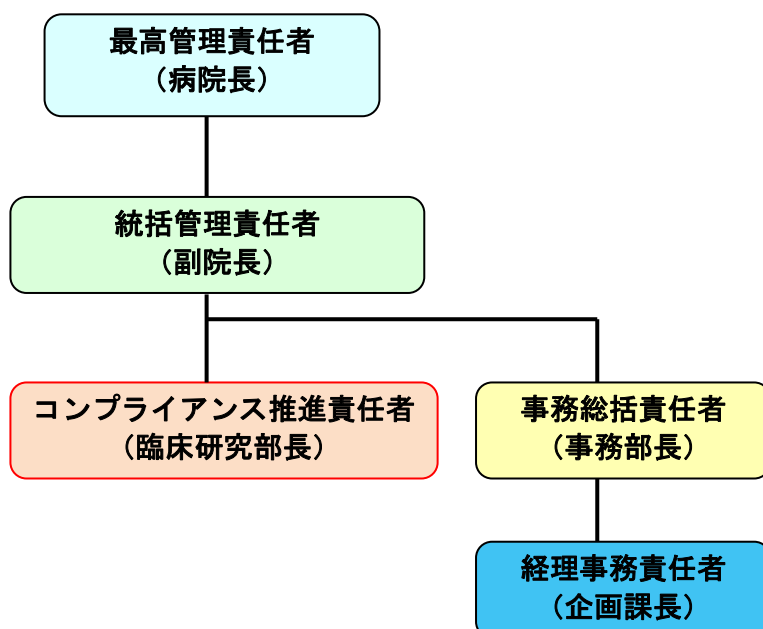 最高管理責任者
（病院長）
統括管理責任者
（副院長）
コンプライアンス推進責任者
（臨床研究部長）
事務総括責任者
（事務部長）
経理事務責任者
（企画課長）